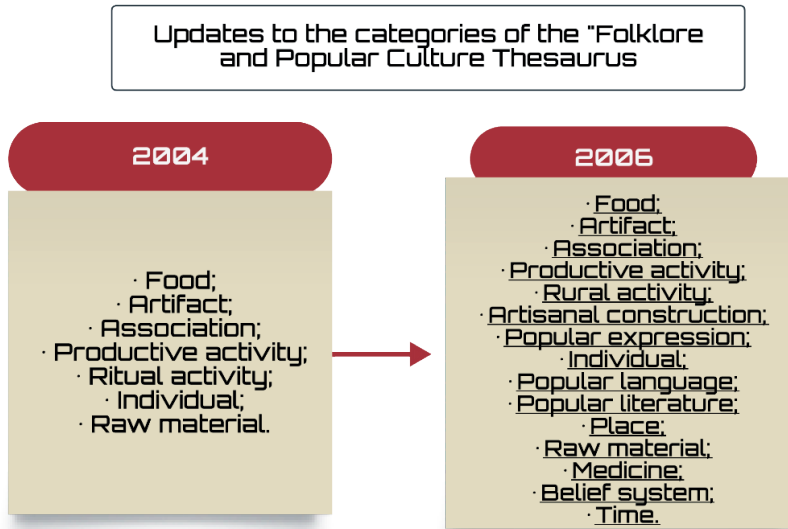 Updates to the categories of the "Folklore
and Popular Culture Thesaurus
2004
· Food;
· Artifact;
· Association;
· Productive activity;
· Ritual activity;
· Individual;
· Raw material.
2006
· Food;
· Artifact;
· Association;
· Productive activity;
· Rural activity;
· Artisanal construction;
· Popular expression;
· Individual;
· Popular language;
· Popular literature;
· Place;
· Raw material;
· Medicine;
· Belief system;
· Time.